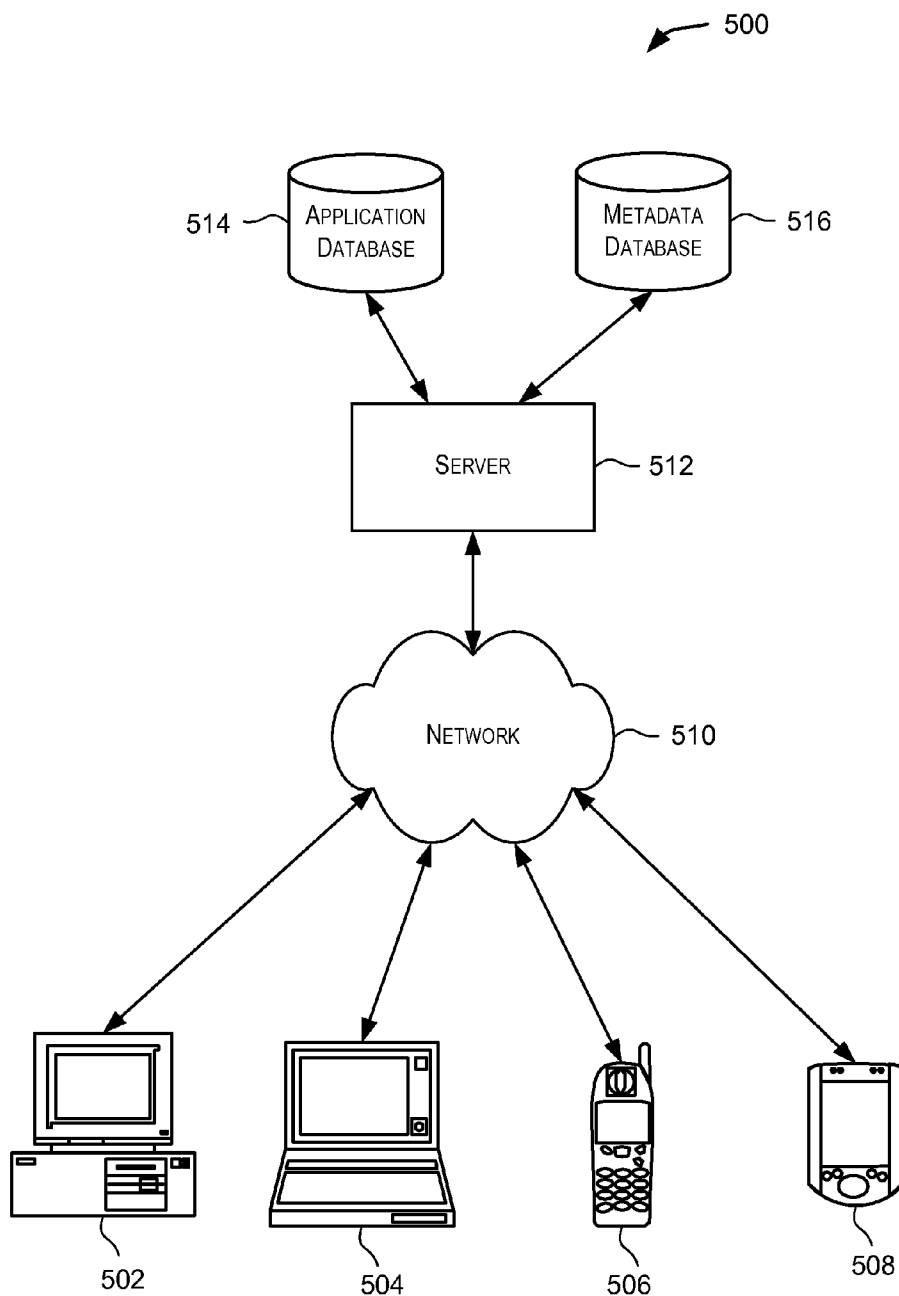 500
APPLICATION
DATABASE
514
METADATA
DATABASE
516
SERVER
512
NETWORK
510
502
504
506
508